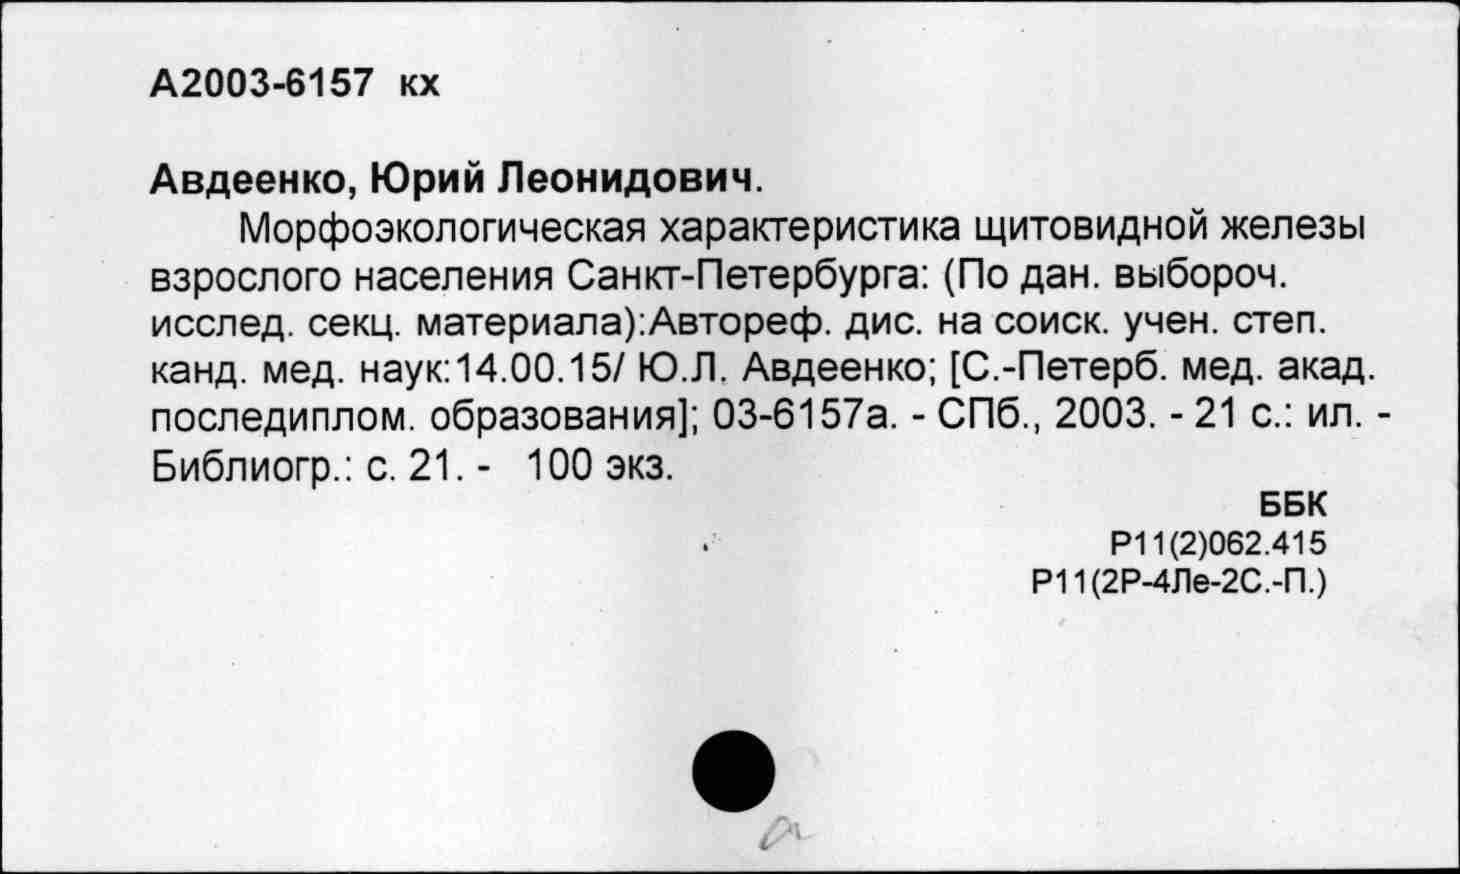 А2003-6157 кх
Авдеенко, Юрий Леонидович.
Морфоэкологическая характеристика щитовидной железы
взрослого населения Санкт-Петербурга: (По дан. выбороч.
исслед. секц. материала):Автореф. дис. на соиск. учен. степ.
канд. мед. наук:14.00.15/ Ю.Л. Авдеенко; [С.-Петерб. мед. акад.
последиплом. образования]; 03-6157а. - СПб., 2003. - 21 с.: ил. -
Библиогр.: с. 21. - 100 экз.
ББК
Р11(2)062.415
Р11(2Р-4Ле-2С.-П.)